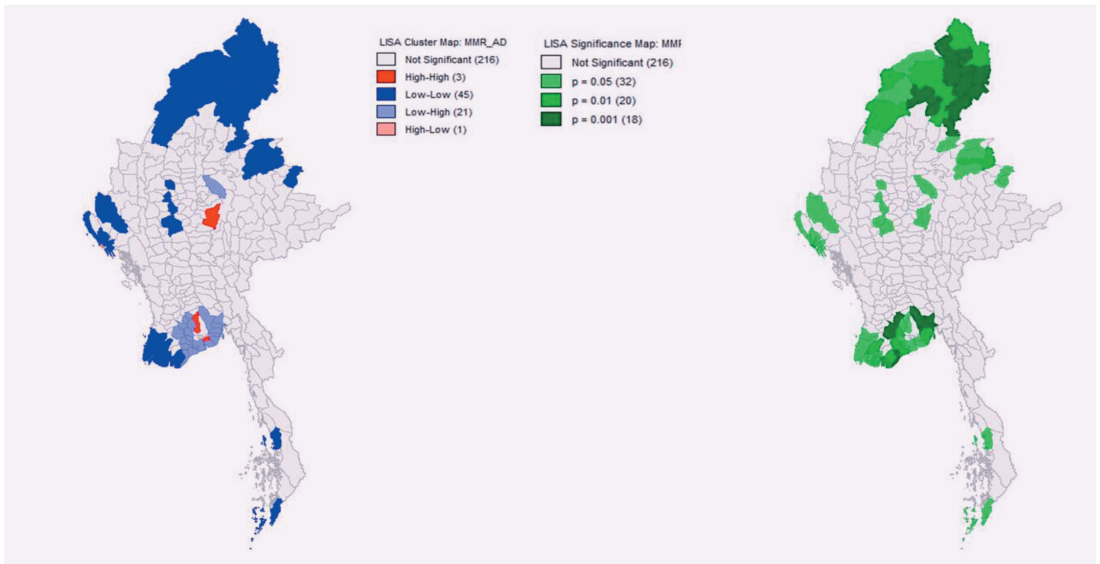 LISA Cluster Map: MMR_AD
Not Significant (216)
High-High (3)
Low-Low (45)
Low-High (21)
High-Low (1)
LISA Significance Map: MMF
Not Significant (216)
p = 0.05 (32)
p = 0.01 (20)
p = 0.001 (18)